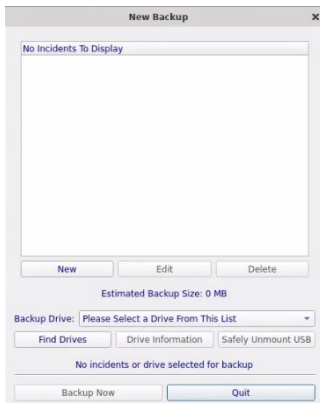 New Backup x
No Incidents To Display
New Edit Delete
Estimated Backup Size: 0 MB
Backup Drive: Please Select a Drive From This List
Find Drives Drive Information Safely Unmount USB
No incidents or drive selected for backup
Backup Now Quit